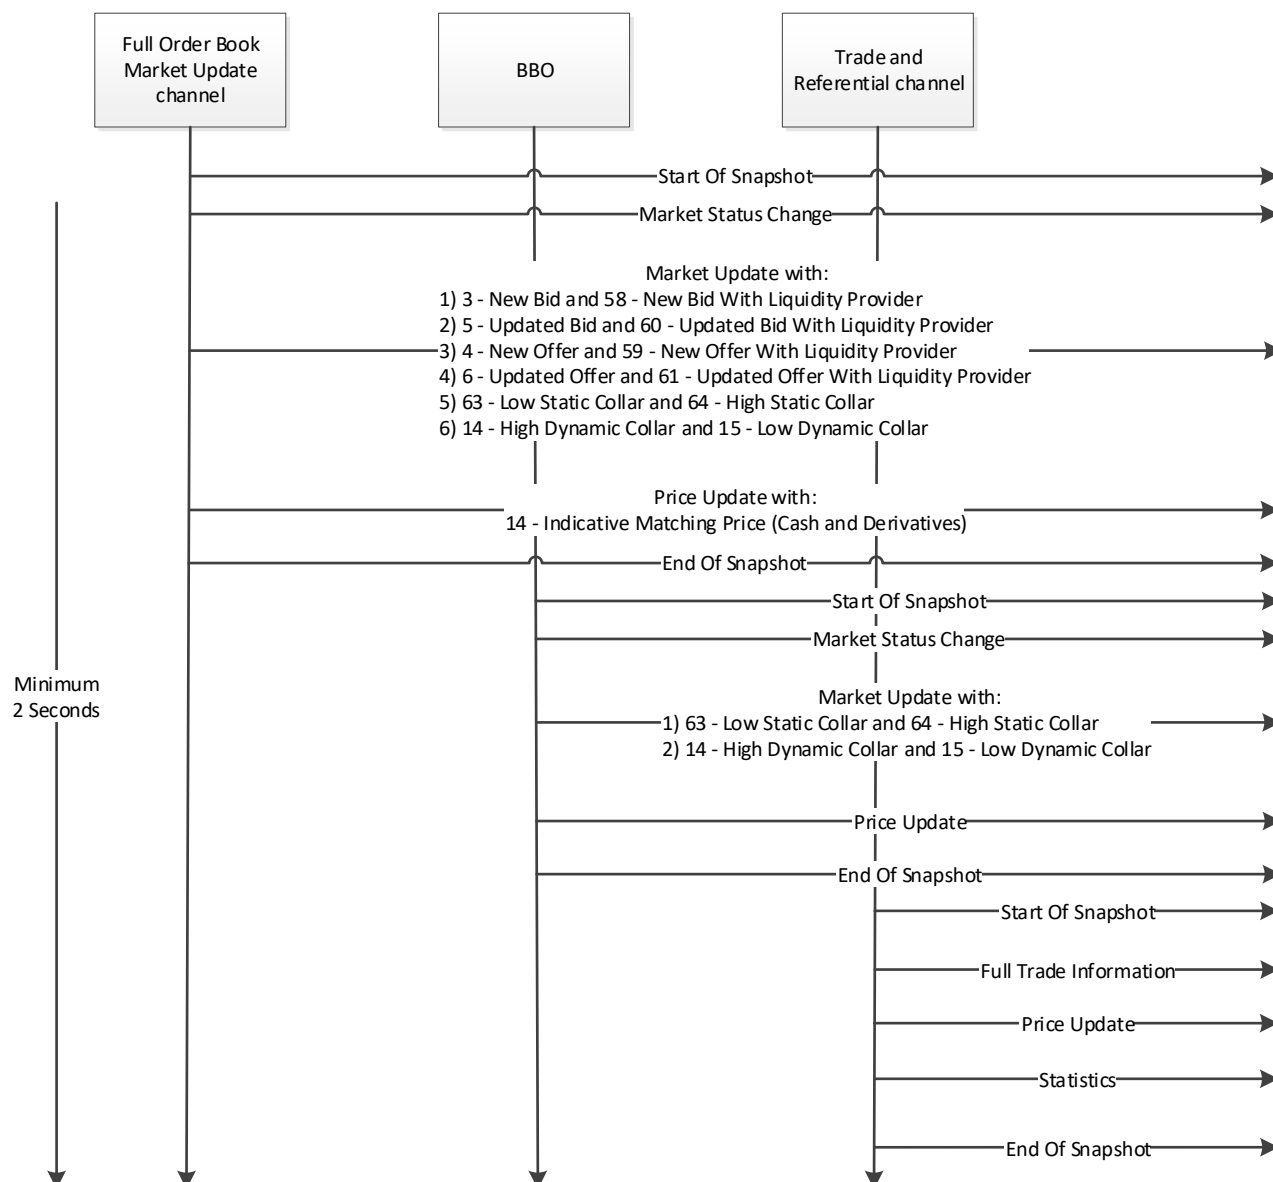 Full Order Book
Market Update
channel
BBO
Trade and
Referential channel
Start Of Snapshot
Market Status Change
Market Update with:
1) 3 - New Bid and 58 - New Bid With Liquidity Provider
2) 5 - Updated Bid and 60 - Updated Bid With Liquidity Provider
3) 4 - New Offer and 59 - New Offer With Liquidity Provider
4) 6 - Updated Offer and 61 - Updated Offer With Liquidity Provider
5) 63 - Low Static Collar and 64 - High Static Collar
6) 14 - High Dynamic Collar and 15 - Low Dynamic Collar
Price Update with:
14 - Indicative Matching Price (Cash and Derivatives)
End Of Snapshot
Start Of Snapshot
Market Status Change
Minimum
2 Seconds
Market Update with:
1) 63 - Low Static Collar and 64 - High Static Collar
2) 14 - High Dynamic Collar and 15 - Low Dynamic Collar
Price Update
End Of Snapshot
Start Of Snapshot
Full Trade Information
Price Update
Statistics
End Of Snapshot